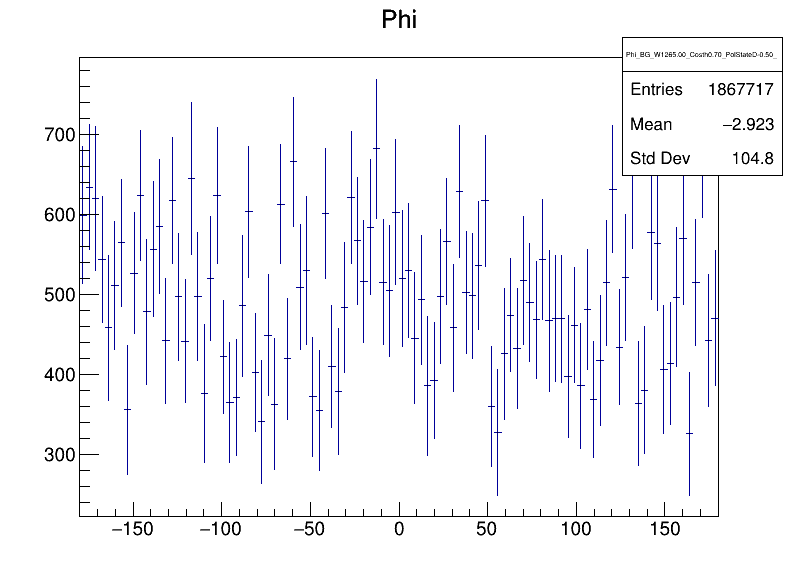 Phi
Phi_BG_W1265.00_Costh0.70_PolStateD-0.50_
Entries 1867717
Mean −2.923
Std Dev 104.8
700
600
500
400
300
−150 −100 −50 0 50 100 150